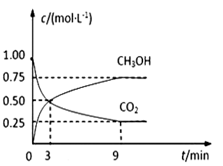 c/(mol·L⁻¹)
1.00
CH₃OH
0.75
0.50
CO₂
0.25
0 3 9 t/min